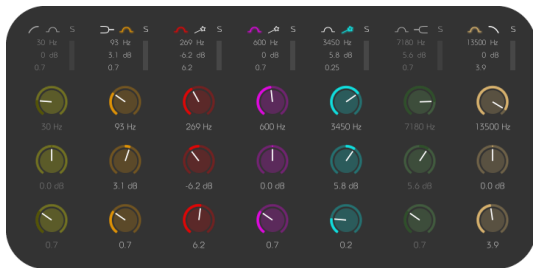 S S S S S S S
30 Hz 93 Hz 269 Hz 600 Hz 3450 Hz 7180 Hz 13500 Hz
0 dB 3.1 dB -6.2 dB 0 dB 5.8 dB 5.6 dB 0 dB
0.7 0.7 6.2 0.7 0.25 0.7 3.9
30 Hz 93 Hz 269 Hz 600 Hz 3450 Hz 7180 Hz 13500 Hz
0.0 dB 3.1 dB -6.2 dB 0.0 dB 5.8 dB 5.6 dB 0.0 dB
0.7 0.7 6.2 0.7 0.2 0.7 3.9